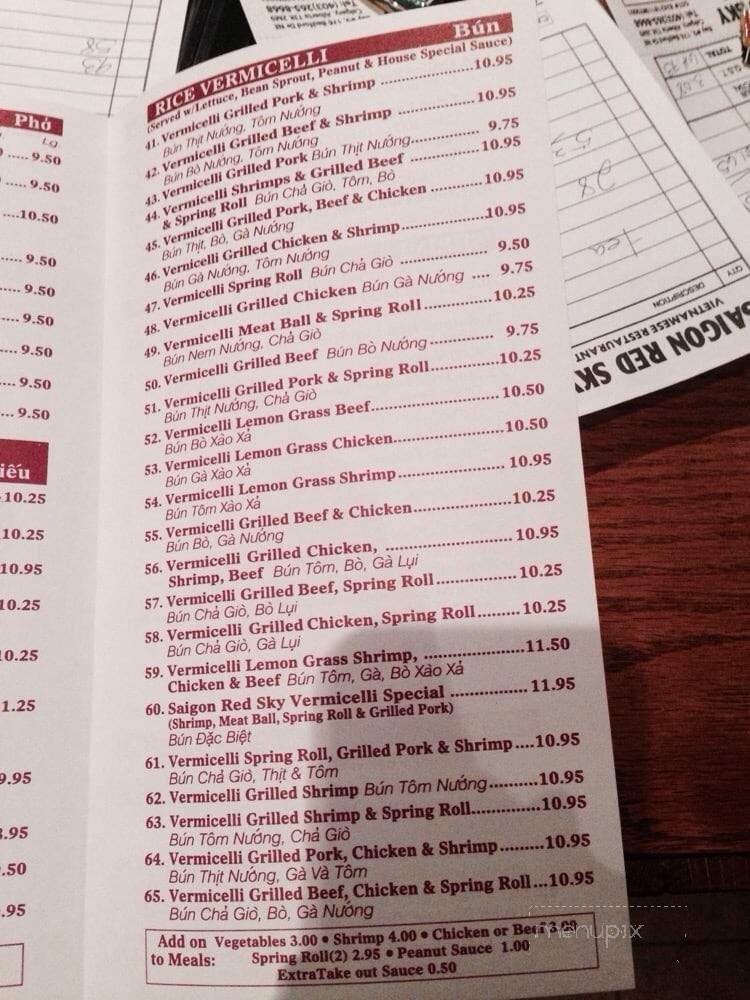 Phở
Lg.
9.50
9.50
10.50
9.50
9.50
9.50
9.50
9.50
9.50
iếu
10.25
10.25
10.95
10.25
10.25
1.25
9.95
.95
.50
.95
RICE VERMICELLI Bún
(Served w/Lettuce, Bean Sprout, Peanut & House Special Sauce)
41. Vermicelli Grilled Pork & Shrimp ..................10.95
Bún Thịt Nướng, Tôm Nướng
42. Vermicelli Grilled Beef & Shrimp .................. 10.95
Bún Bò Nướng, Tôm Nướng
43. Vermicelli Grilled Pork Bún Thịt Nướng............... 9.75
44. Vermicelli Shrimps & Grilled Beef ..................10.95
& Spring Roll Bún Chả Giò, Tôm, Bò
45. Vermicelli Grilled Pork, Beef & Chicken ..............10.95
Bún Thịt, Bò, Gà Nướng
46. Vermicelli Grilled Chicken & Shrimp..................10.95
Bún Gà Nướng, Tôm Nướng
47. Vermicelli Spring Roll Bún Chả Giò .................. 9.50
48. Vermicelli Grilled Chicken Bún Gà Nướng .... 9.75
49. Vermicelli Meat Ball & Spring Roll ..............10.25
Bún Nem Nướng, Chả Giò
50. Vermicelli Grilled Beef Bún Bò Nướng.............. 9.75
51. Vermicelli Grilled Pork & Spring Roll..............10.25
Bún Thịt Nướng, Chả Giò
52. Vermicelli Lemon Grass Beef..................... 10.50
Bún Bò Xào Xả
53. Vermicelli Lemon Grass Chicken..................10.50
Bún Gà Xào Xả
54. Vermicelli Lemon Grass Shrimp.................. 10.95
Bún Tôm Xào Xả
55. Vermicelli Grilled Beef & Chicken................10.25
Bún Bò, Gà Nướng
56. Vermicelli Grilled Chicken, ..................... 10.95
Shrimp, Beef Bún Tôm, Bò, Gà Lụi
57. Vermicelli Grilled Beef, Spring Roll .............. 10.25
Bún Chả Giò, Bò Lụi
58. Vermicelli Grilled Chicken, Spring Roll .........10.25
Bún Chả Giò, Gà Lụi
59. Vermicelli Lemon Grass Shrimp, ....................11.50
Chicken & Beef Bún Tôm, Gà, Bò Xào Xả
60. Saigon Red Sky Vermicelli Special ................ 11.95
(Shrimp, Meat Ball, Spring Roll & Grilled Pork)
Bún Đặc Biệt
61. Vermicelli Spring Roll, Grilled Pork & Shrimp....10.95
Bún Chả Giò, Thịt & Tôm
62. Vermicelli Grilled Shrimp Bún Tôm Nướng...........10.95
63. Vermicelli Grilled Shrimp & Spring Roll.............10.95
Bún Tôm Nướng, Chả Giò
64. Vermicelli Grilled Pork, Chicken & Shrimp.........10.95
Bún Thịt Nướng, Gà Và Tôm
65. Vermicelli Grilled Beef, Chicken & Spring Roll...10.95
Bún Chả Giò, Bò, Gà Nướng
Add on Vegetables 3.00 • Shrimp 4.00 • Chicken or Beef 3.00
to Meals: Spring Roll(2) 2.95 • Peanut Sauce 1.00
ExtraTake out Sauce 0.50
menupix
SAIGON RED SKY
VIETNAMESE RESTAURANT
QTY DESCRIPTION
Tea
28
TOTAL
G.S.T.
SKY